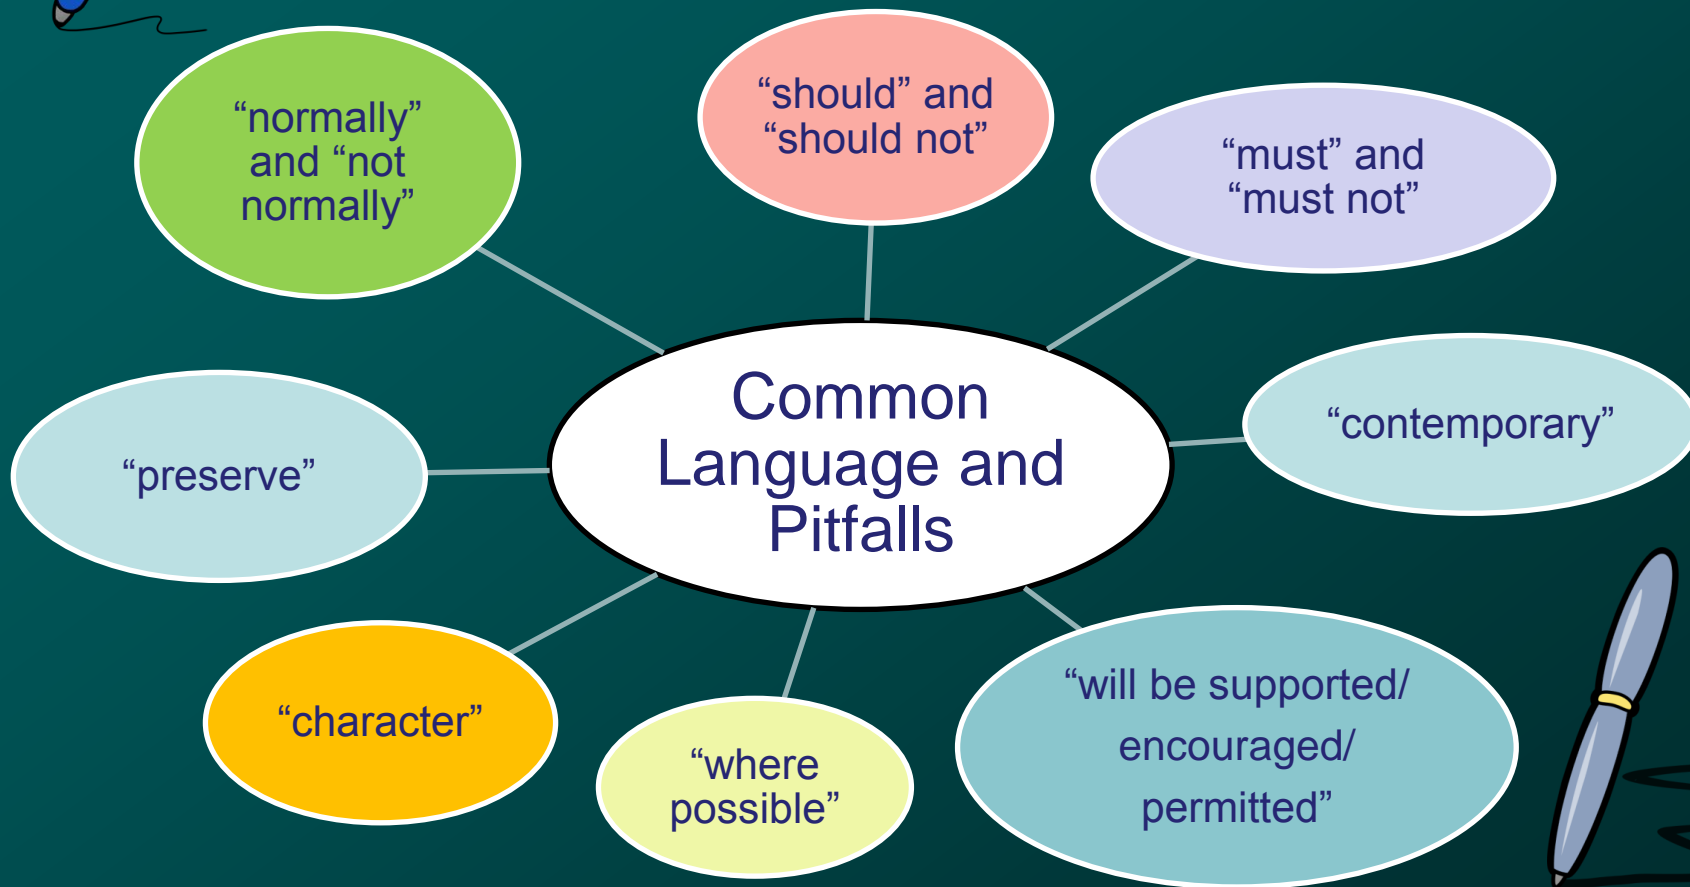 “normally”
and “not
normally”
“should” and
“should not”
“must” and
“must not”
Common
Language and
Pitfalls
“contemporary”
“preserve”
“character”
“where
possible”
“will be supported/
encouraged/
permitted”